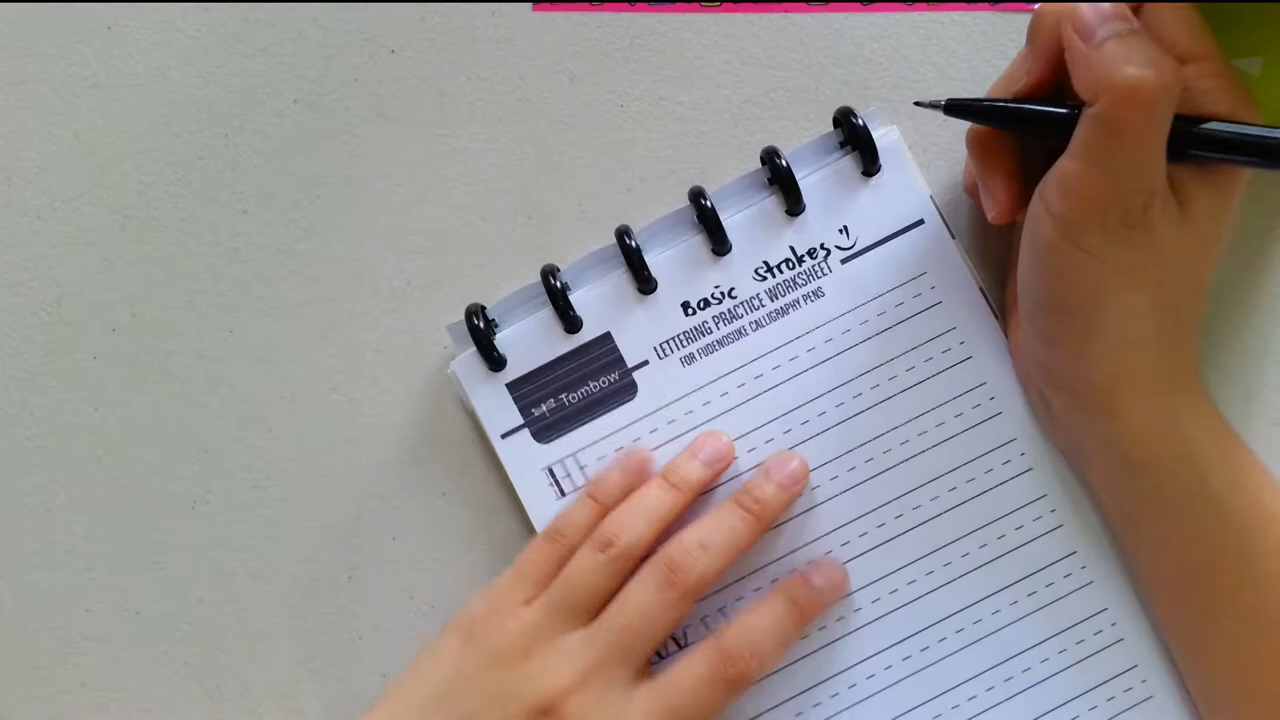 Basic Strokes
LETTERING PRACTICE WORKSHEET
FOR FUDENOSUKE CALLIGRAPHY PENS
Tombow